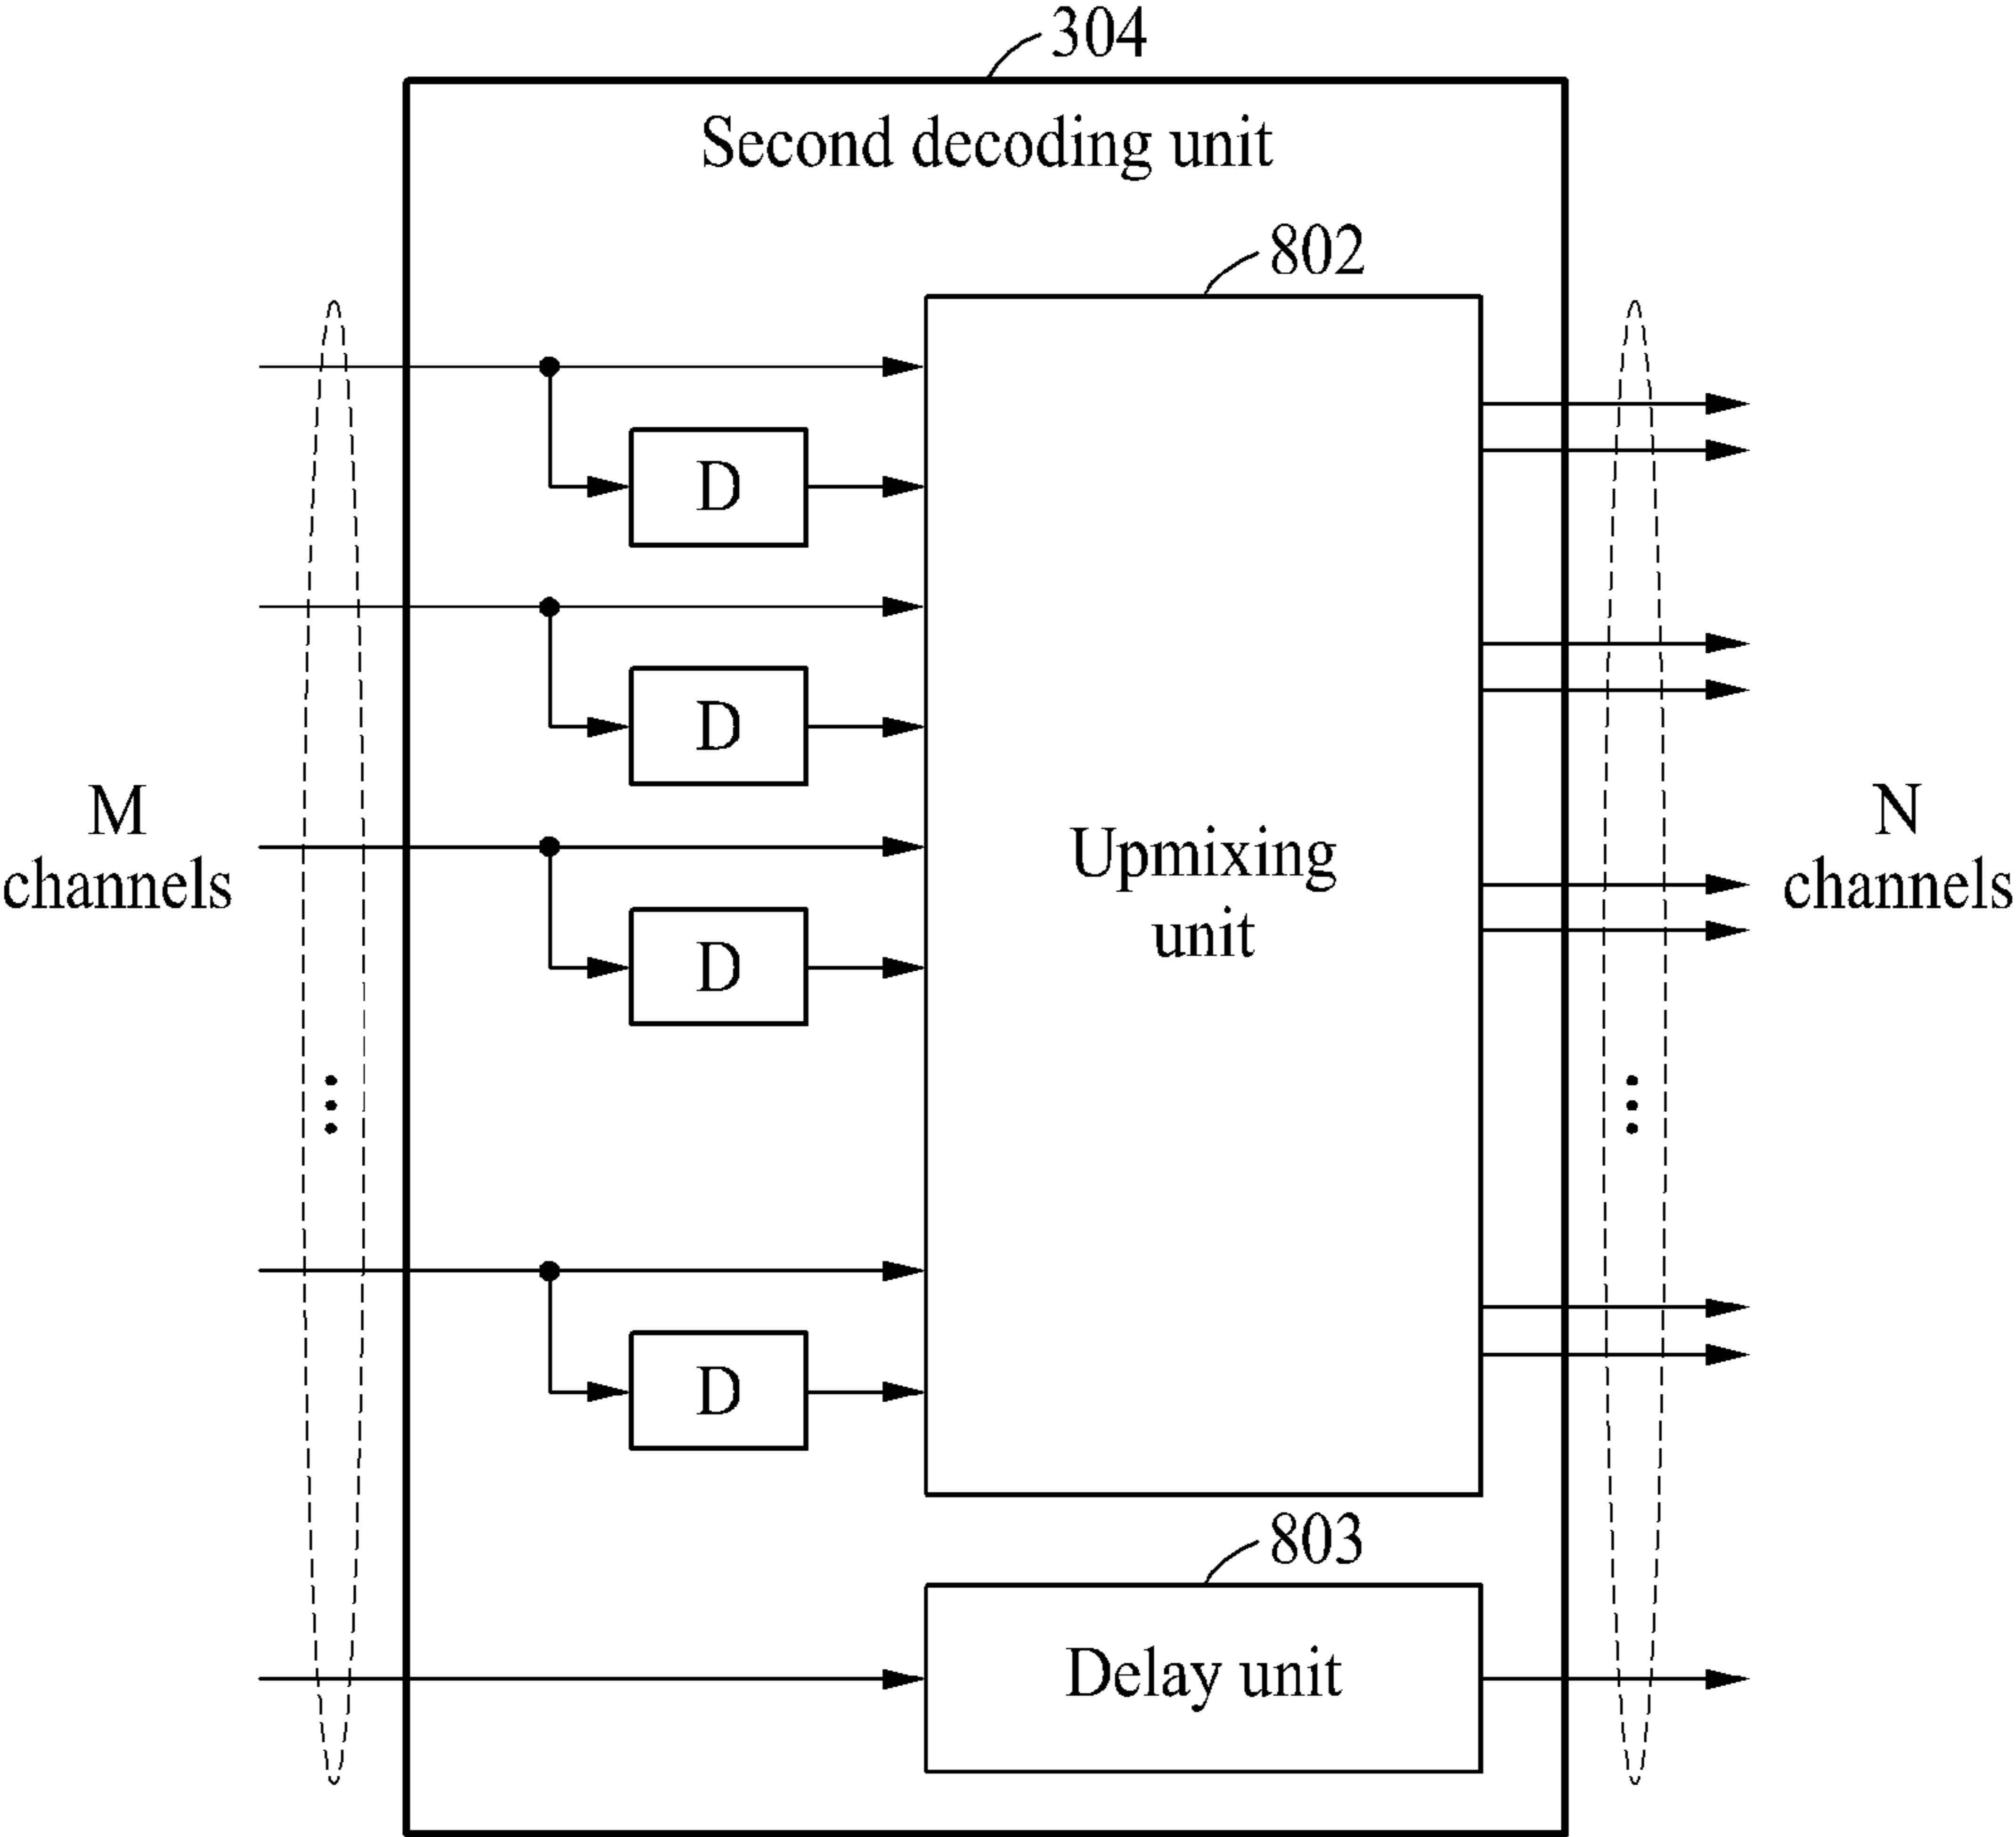 304
Second decoding unit
802
D
D
M
channels
Upmixing
unit
N
channels
D
D
803
Delay unit